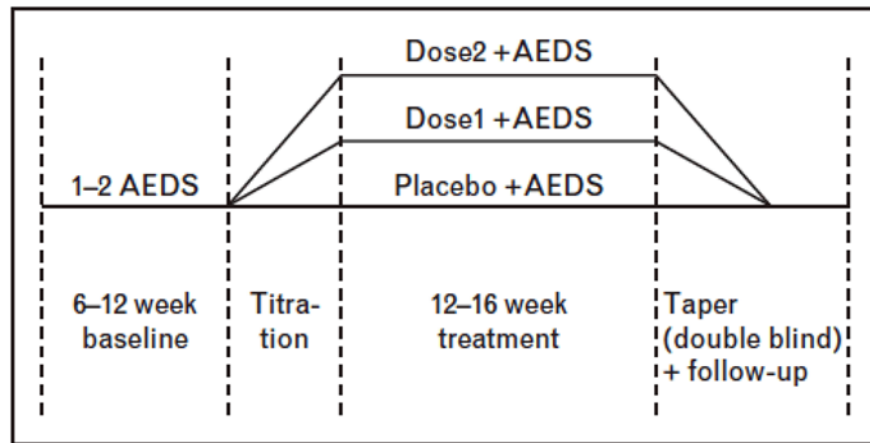 Dose2 +AEDS
Dose1 +AEDS
1–2 AEDS
Placebo +AEDS
6–12 week
baseline
Titra-
tion
12–16 week
treatment
Taper
(double blind)
+ follow-up